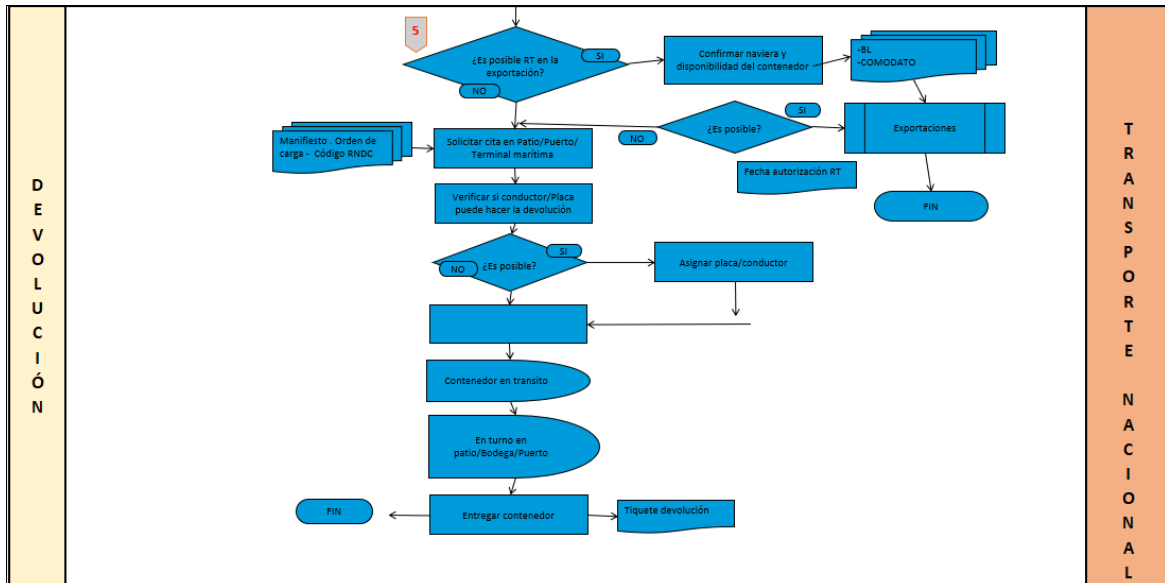 5
¿Es posible RT en la
exportación?
SI
NO
Confirmar naviera y
disponibilidad del contenedor
-BL
-COMODATO
Manifiesto . Orden de
carga - Código RNDC
Solicitar cita en Patio/Puerto/
Terminal marítima
NO
¿Es posible?
SI
Exportaciones
Fecha autorización RT
FIN
Verificar si conductor/Placa
puede hacer la devolución
SI
NO
¿Es posible?
Asignar placa/conductor
Contenedor en transito
En turno en
patio/Bodega/Puerto
FIN
Entregar contenedor
Tiquete devolución
DEVOLUCIÓN
TRANSPORTE NACIONAL